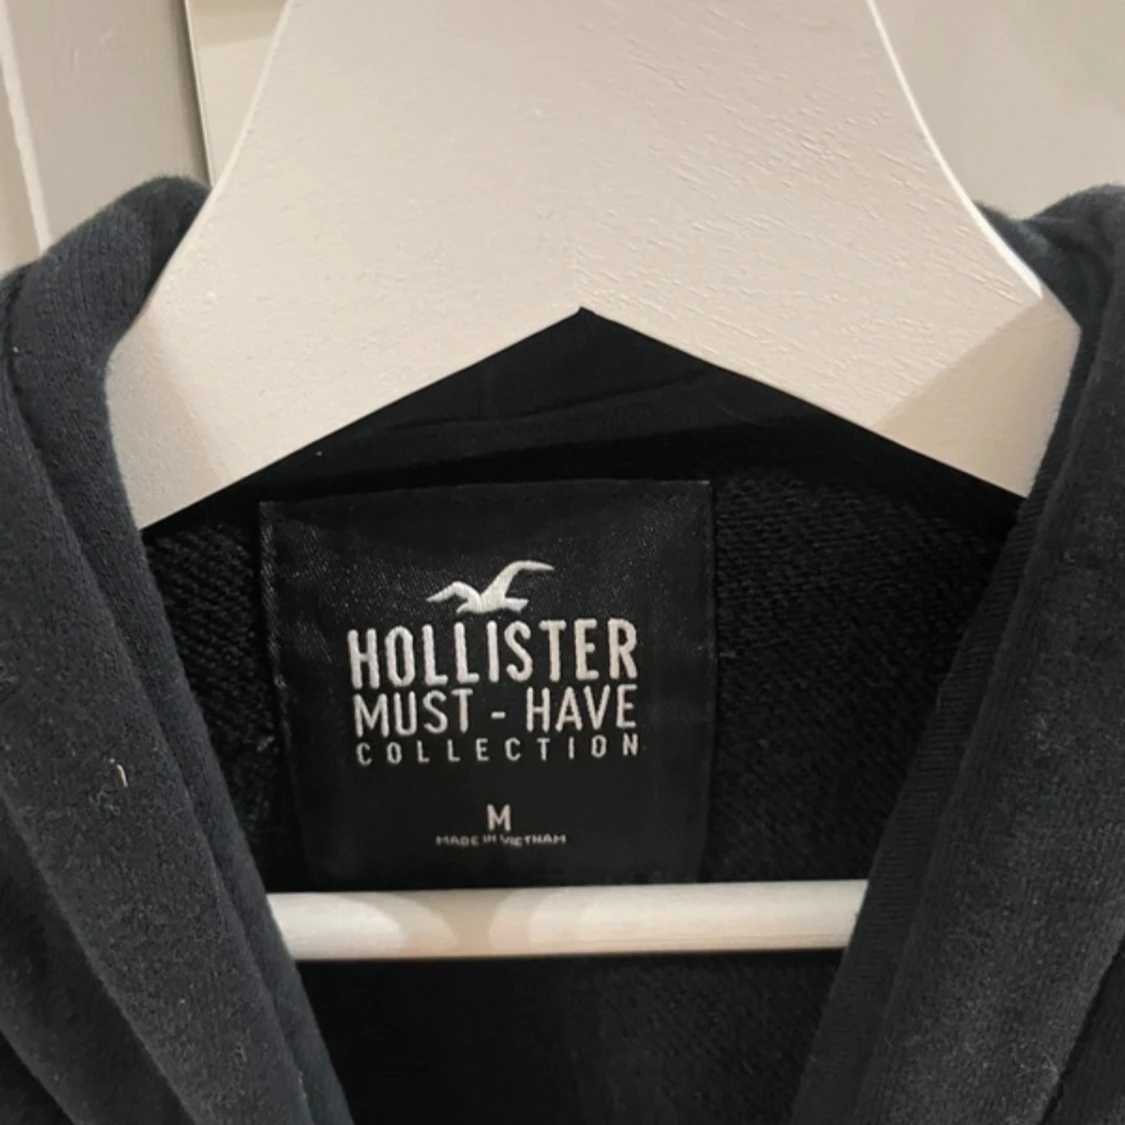 HOLLISTER
MUST - HAVE
COLLECTION
M
MADE IN VIETNAM